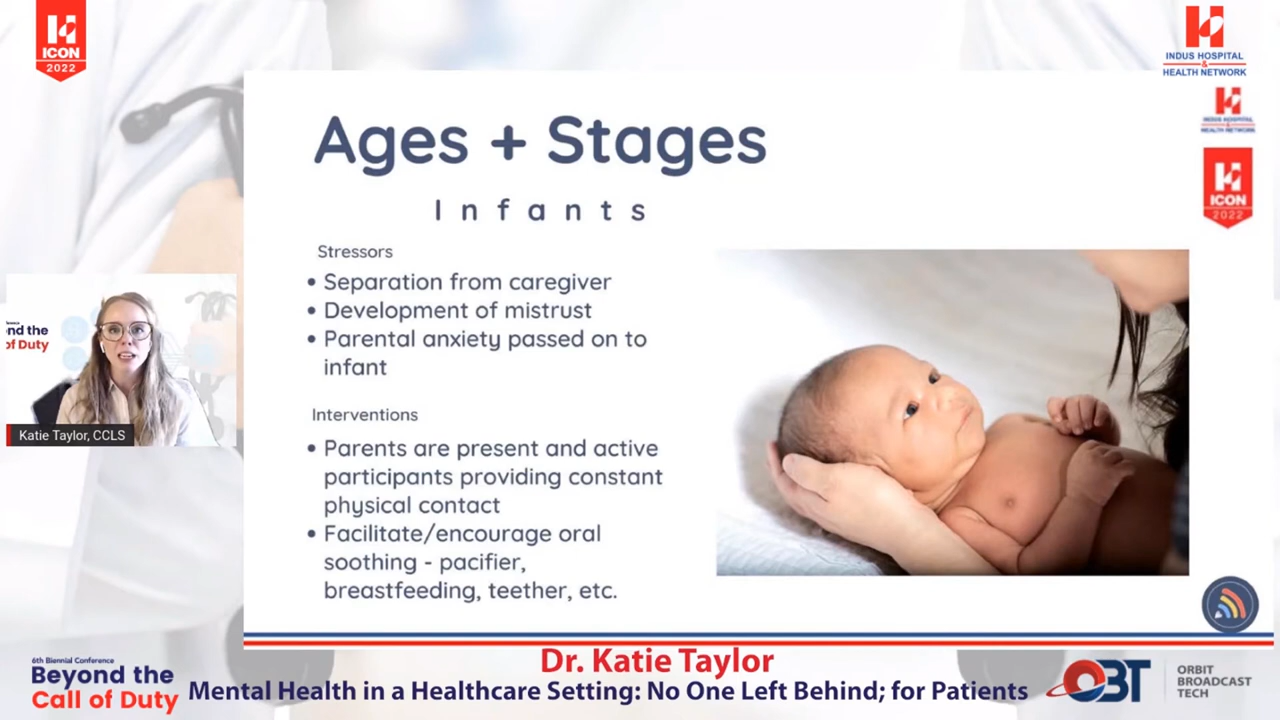 ICON
2022
INDUS HOSPITAL
&
HEALTH NETWORK
INDUS HOSPITAL
&
HEALTH NETWORK
ICON
2022
Ages + Stages
Infants
Stressors
• Separation from caregiver
• Development of mistrust
• Parental anxiety passed on to
infant
Interventions
• Parents are present and active
participants providing constant
physical contact
• Facilitate/encourage oral
soothing - pacifier,
breastfeeding, teether, etc.
nd the
of Duty
Katie Taylor, CCLS
6th Biennial Conference
Beyond the
Call of Duty
Dr. Katie Taylor
Mental Health in a Healthcare Setting: No One Left Behind; for Patients
OBT
ORBIT
BROADCAST
TECH